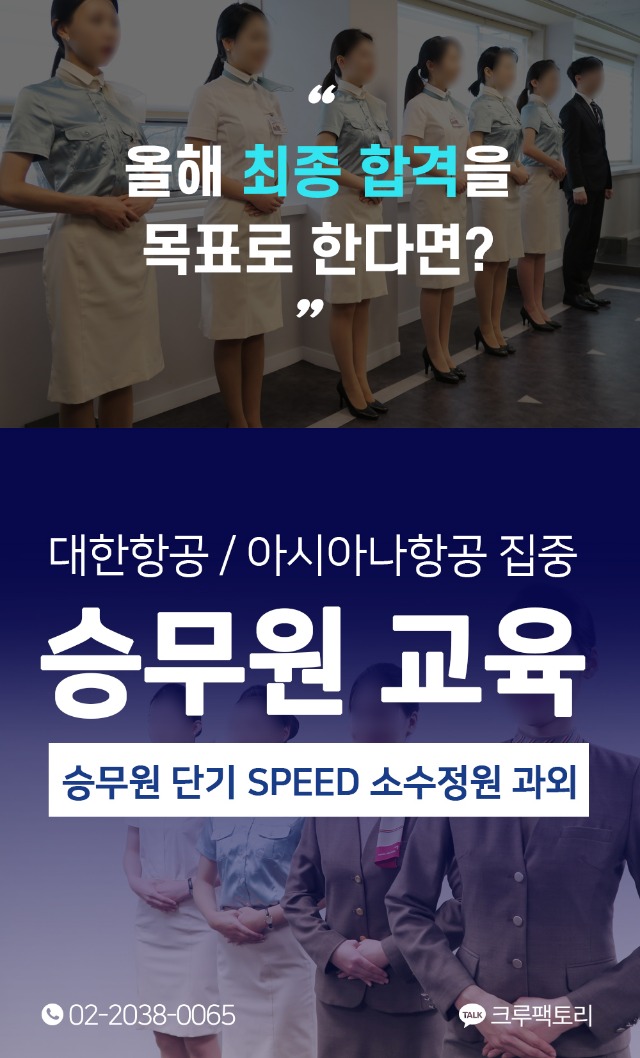 “
올해 최종 합격을
목표로 한다면?
”
대한항공 / 아시아나항공 집중
승무원 교육
승무원 단기 SPEED 소수정원 과외
02-2038-0065
TALK 크루팩토리